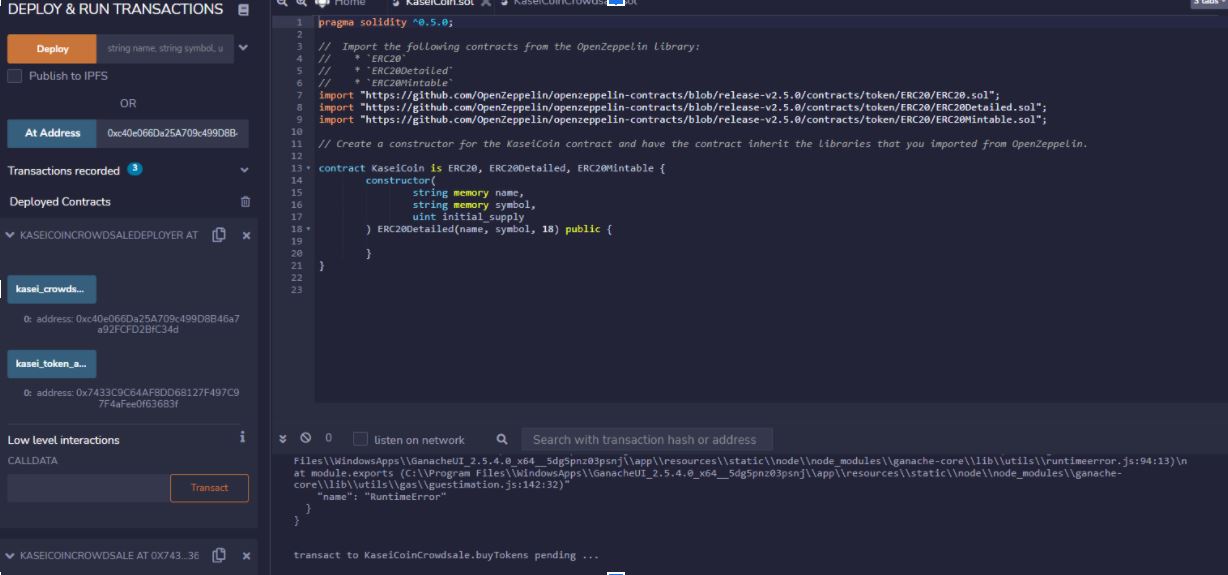 DEPLOY & RUN TRANSACTIONS
Deploy
string name, string symbol, u
Publish to IPFS
OR
At Address
0xc40e066Da25A709c499D8B
Transactions recorded 3
Deployed Contracts
KASEICOINCROWDSALEDEPLOYER AT
kasei_crowds...
0: address: 0xc40e066Da25A709c499D8B46a7
a92FCFD2BfC34d
kasei_token_a...
0: address: 0x7433C9C64AF8DD68127F497C9
7F4aFee0f63683f
Low level interactions
CALLDATA
Transact
KASEICOINCROWDSALE AT 0X743...36
Home
KaseiCoin.sol
KaseiCoinCrowdsa
sol
3 tabs
1 pragma solidity ^0.5.0;
2
3 //  Import the following contracts from the OpenZeppelin library:
4 //    * `ERC20`
5 //    * `ERC20Detailed`
6 //    * `ERC20Mintable`
7 import "https://github.com/OpenZeppelin/openzeppelin-contracts/blob/release-v2.5.0/contracts/token/ERC20/ERC20.sol";
8 import "https://github.com/OpenZeppelin/openzeppelin-contracts/blob/release-v2.5.0/contracts/token/ERC20/ERC20Detailed.sol";
9 import "https://github.com/OpenZeppelin/openzeppelin-contracts/blob/release-v2.5.0/contracts/token/ERC20/ERC20Mintable.sol";
10
11 // Create a constructor for the KaseiCoin contract and have the contract inherit the libraries that you imported from OpenZeppelin.
12
13 contract KaseiCoin is ERC20, ERC20Detailed, ERC20Mintable {
14 constructor(
15 string memory name,
16 string memory symbol,
17 uint initial_supply
18 ) ERC20Detailed(name, symbol, 18) public {
19
20 }
21 }
22
23
0
listen on network
Search with transaction hash or address
Files\\WindowsApps\\GanacheUI_2.5.4.0_x64__5dg5pnz03psnj\\app\\resources\\static\\node\\node_modules\\ganache-core\\lib\\utils\\runtimeerror.js:94:13)\n
at module.exports (C:\\Program Files\\WindowsApps\\GanacheUI_2.5.4.0_x64__5dg5pnz03psnj\\app\\resources\\static\\node\\node_modules\\ganache-
core\\lib\\utils\\gas\\guestimation.js:142:32)"
"name": "RuntimeError"
}
}
transact to KaseiCoinCrowdsale.buyTokens pending ...